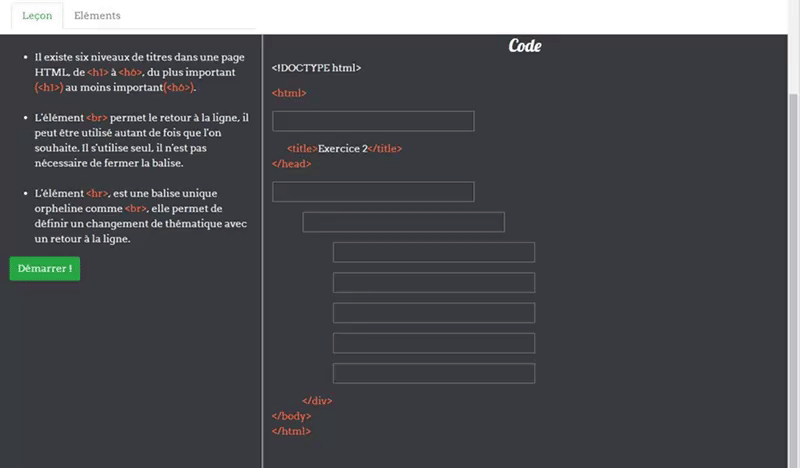 Leçon Eléments
Code
Il existe six niveaux de titres dans une page
HTML, de <h1> à <h6>, du plus important
(<h1>) au moins important(<h6>).
L'élément <br> permet le retour à la ligne, il
peut être utilisé autant de fois que l'on
souhaite. Il s'utilise seul, il n'est pas
nécessaire de fermer la balise.
L'élément <hr>, est une balise unique
orpheline comme <br>, elle permet de
définir un changement de thématique avec
un retour à la ligne.
Démarrer !
<!DOCTYPE html>
<html>
<title>Exercice 2</title>
</head>
</div>
</body>
</html>